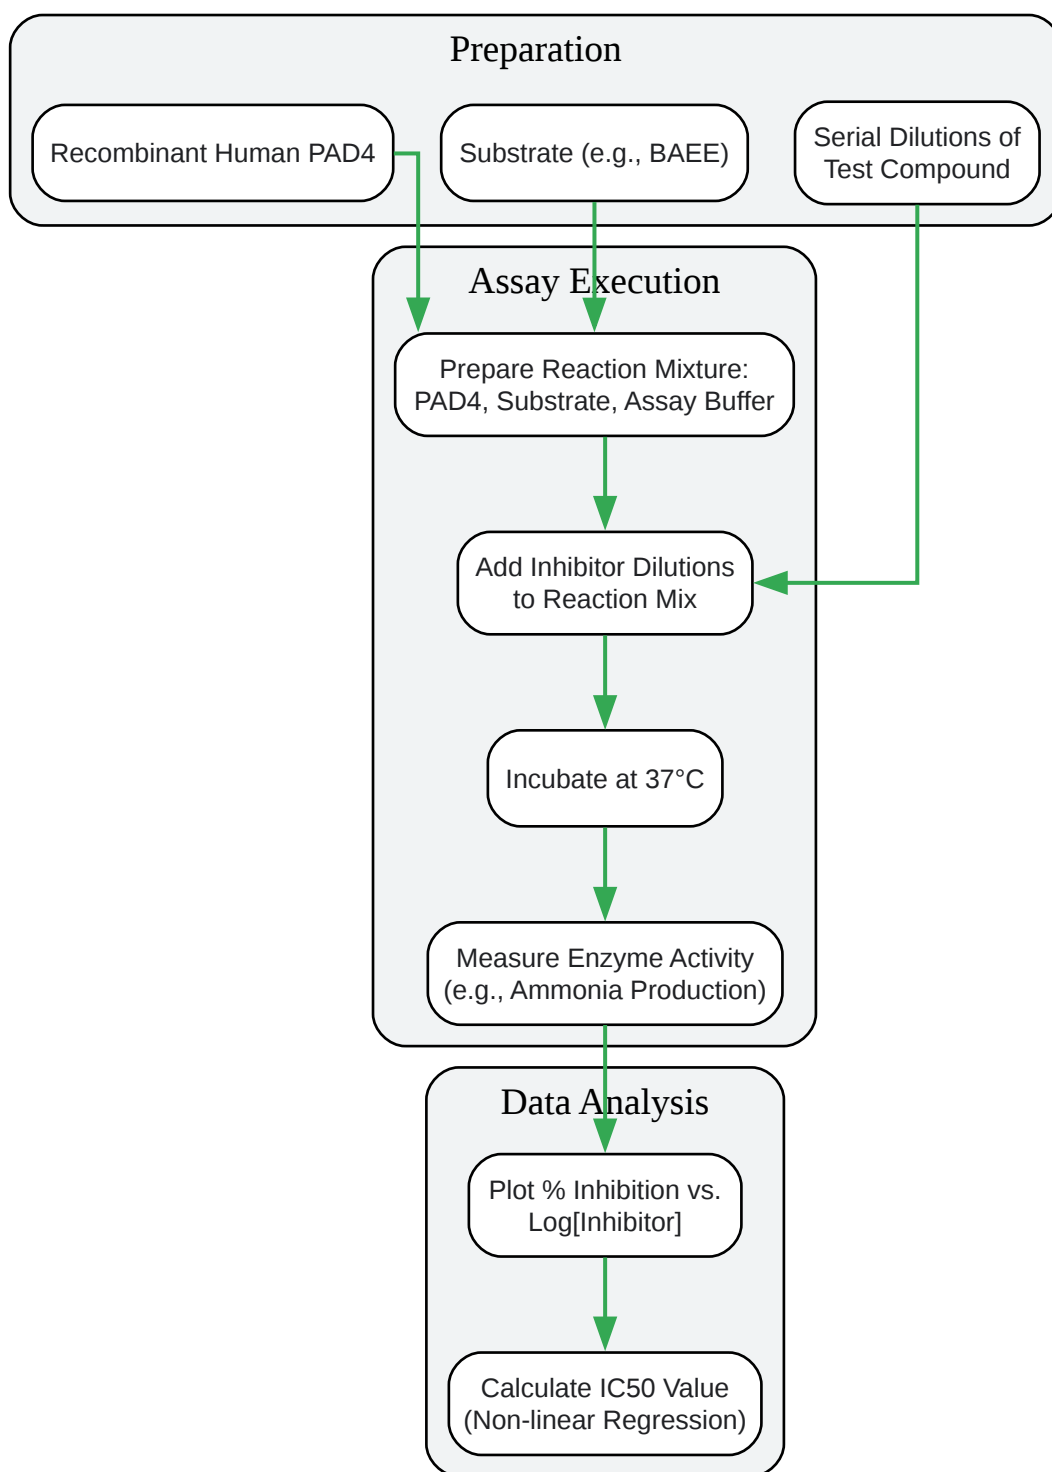 Preparation
Recombinant Human PAD4
Substrate (e.g., BAEE)
Serial Dilutions of
Test Compound
Assay Execution
Prepare Reaction Mixture:
PAD4, Substrate, Assay Buffer
Add Inhibitor Dilutions
to Reaction Mix
Incubate at 37°C
Measure Enzyme Activity
(e.g., Ammonia Production)
Data Analysis
Plot % Inhibition vs.
Log[Inhibitor]
Calculate IC50 Value
(Non-linear Regression)